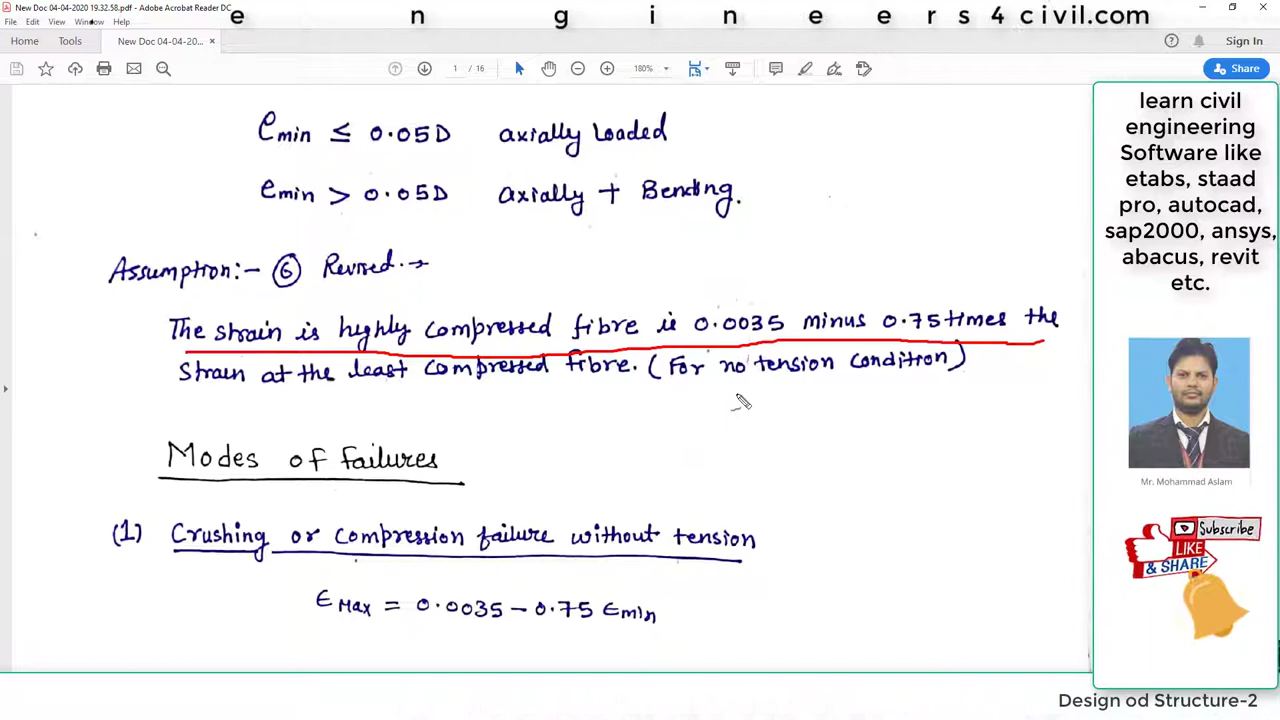 New Doc 04-04-2020 19.32.58.pdf - Adobe Acrobat Reader DC
e n g i n e e r s 4 c i v i l . c o m
File Edit View Window Help
Home Tools New Doc 04-04-20... × Sign In
1 / 16 180% Share
emin ≤ 0.05D axially Loaded
emin > 0.05D axially + Bending.
Assumption:- ⑥ Revised.→
The strain is highly compressed fibre is 0.0035 minus 0.75 times the
strain at the least compressed fibre. (For no tension condition)
Modes of Failures
(1) Crushing or compression failure without tension
ϵMax = 0.0035 - 0.75 ϵmin
learn civil
engineering
Software like
etabs, staad
pro, autocad,
sap2000, ansys,
abacus, revit
etc.
Mr. Mohammad Aslam
Subscribe
LIKE
& SHARE
Design od Structure-2